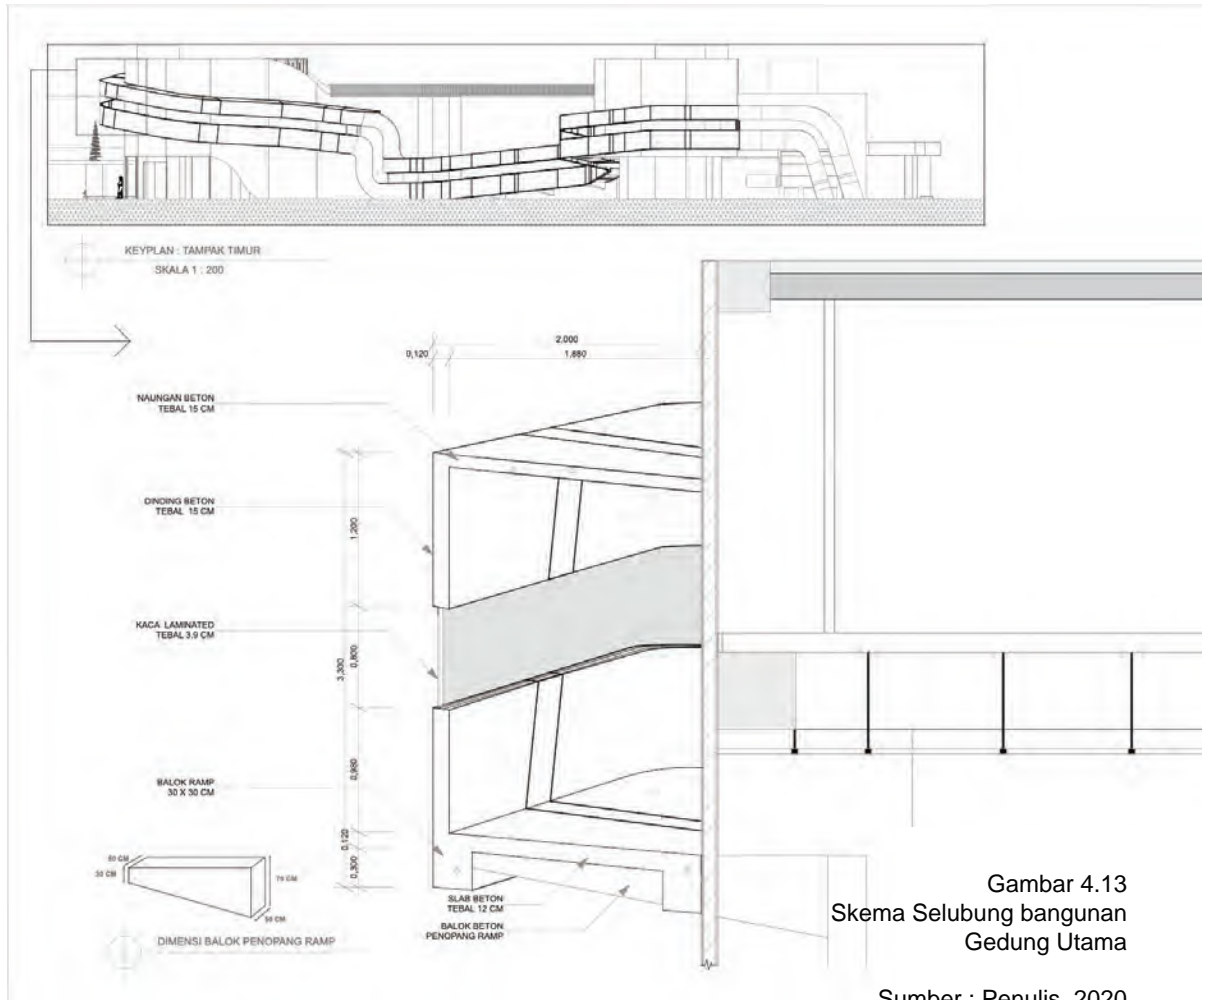 KEYPLAN : TAMPAK TIMUR
SKALA 1 : 200
2,000
0,120
1,880
NAUNGAN BETON
TEBAL 15 CM
DINDING BETON
TEBAL 15 CM
1,200
KACA LAMINATED
TEBAL 3.9 CM
3,300
0,800
BALOK RAMP
30 X 30 CM
0,980
0,120
0,300
30 CM
70 CM
50 CM
DIMENSI BALOK PENOPANG RAMP
SLAB BETON
TEBAL 12 CM
BALOK BETON
PENOPANG RAMP
Gambar 4.13
Skema Selubung bangunan
Gedung Utama
Sumber : Penulis, 2020